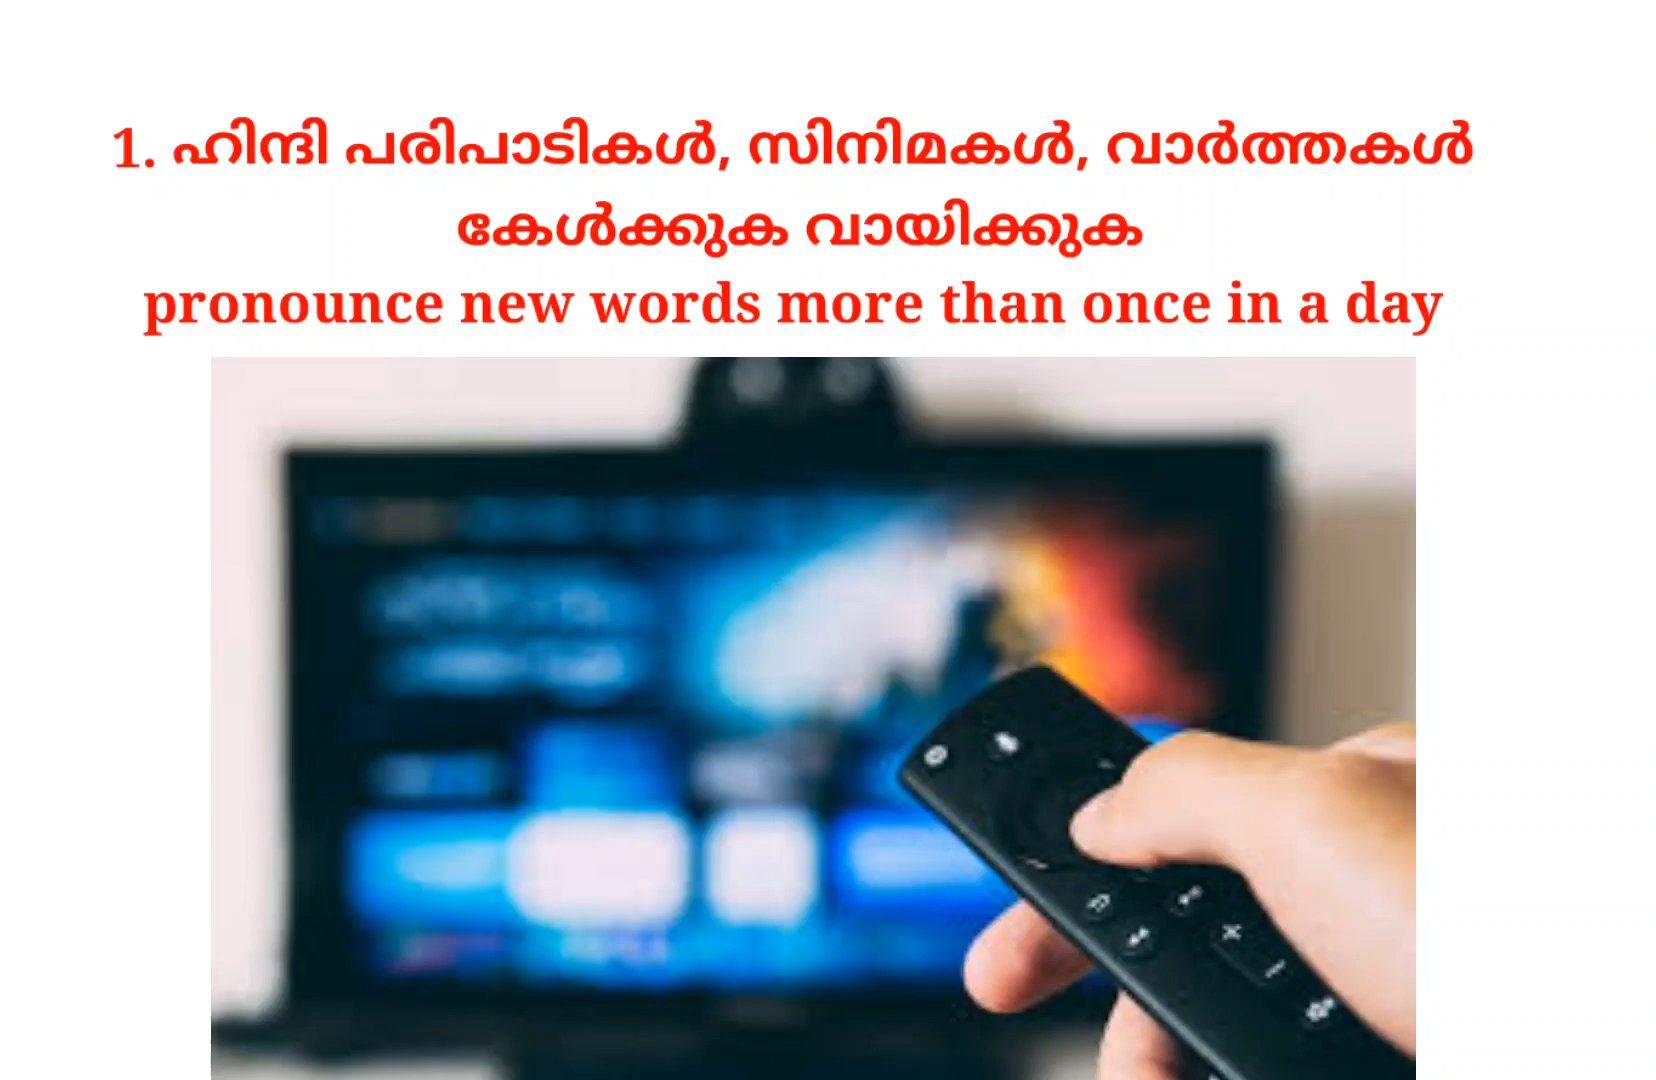 1. ഹിന്ദി പരിപാടികൾ, സിനിമകൾ, വാർത്തകൾ
കേൾക്കുക വായിക്കുക
pronounce new words more than once in a day